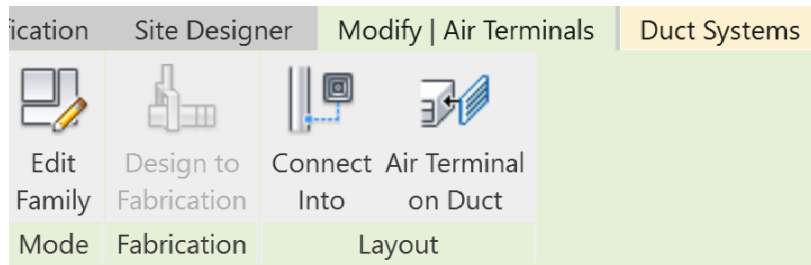 ification Site Designer Modify | Air Terminals Duct Systems
Edit Design to Connect Air Terminal
Family Fabrication Into on Duct
Mode Fabrication Layout